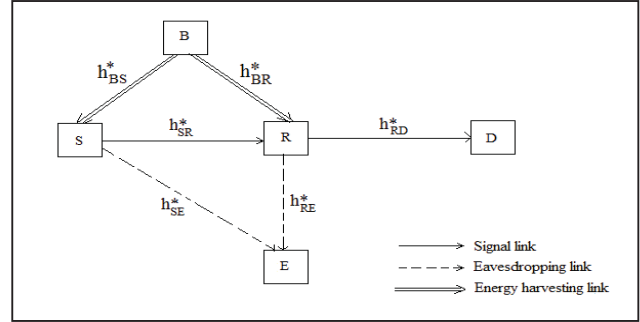 B
h*BS
h*BR
S
h*SR
R
h*RD
D
h*SE
h*RE
E
Signal link
Eavesdropping link
Energy harvesting link